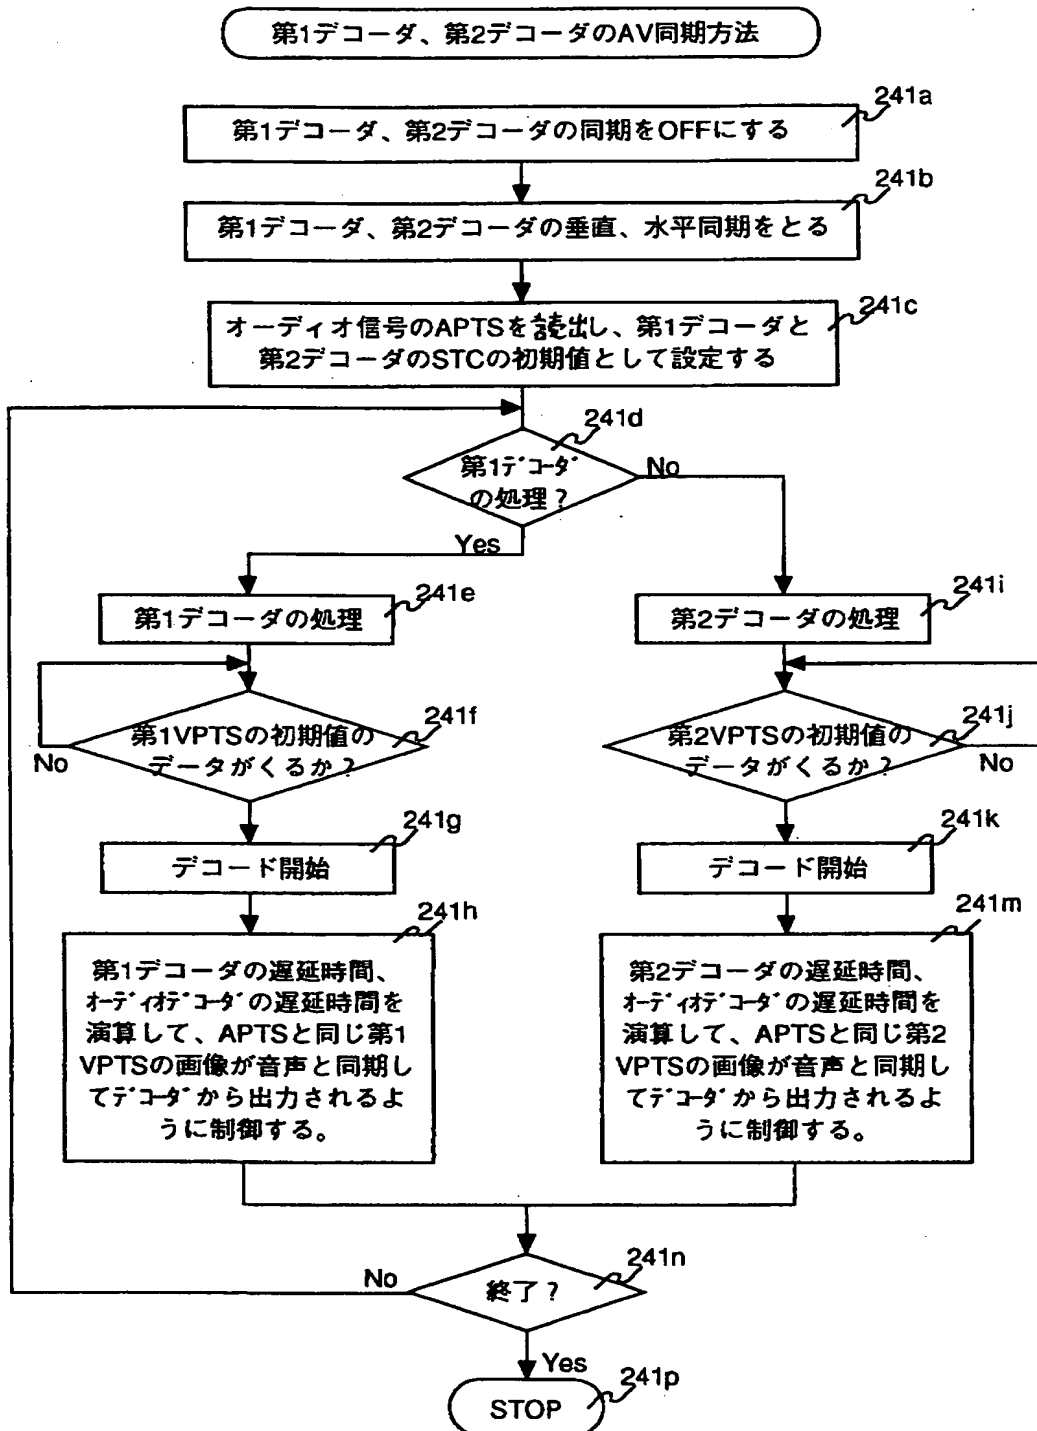 第1デコーダ、第2デコーダのAV同期方法
241a
第1デコーダ、第2デコーダの同期をOFFにする
241b
第1デコーダ、第2デコーダの垂直、水平同期をとる
241c
オーディオ信号のAPTSを読出し、第1デコーダと
第2デコーダのSTCの初期値として設定する
241d
第1デコーダ
の処理？
No
Yes
241e
第1デコーダの処理
241i
第2デコーダの処理
241f
第1VPTSの初期値の
データがくるか？
No
241j
第2VPTSの初期値の
データがくるか？
No
241g
デコード開始
241k
デコード開始
241h
第1デコーダの遅延時間、
オーディオデコーダの遅延時間を
演算して、APTSと同じ第1
VPTSの画像が音声と同期し
てデコーダから出力されるよ
うに制御する。
241m
第2デコーダの遅延時間、
オーディオデコーダの遅延時間を
演算して、APTSと同じ第2
VPTSの画像が音声と同期し
てデコーダから出力されるよ
うに制御する。
241n
終了？
No
Yes
241p
STOP